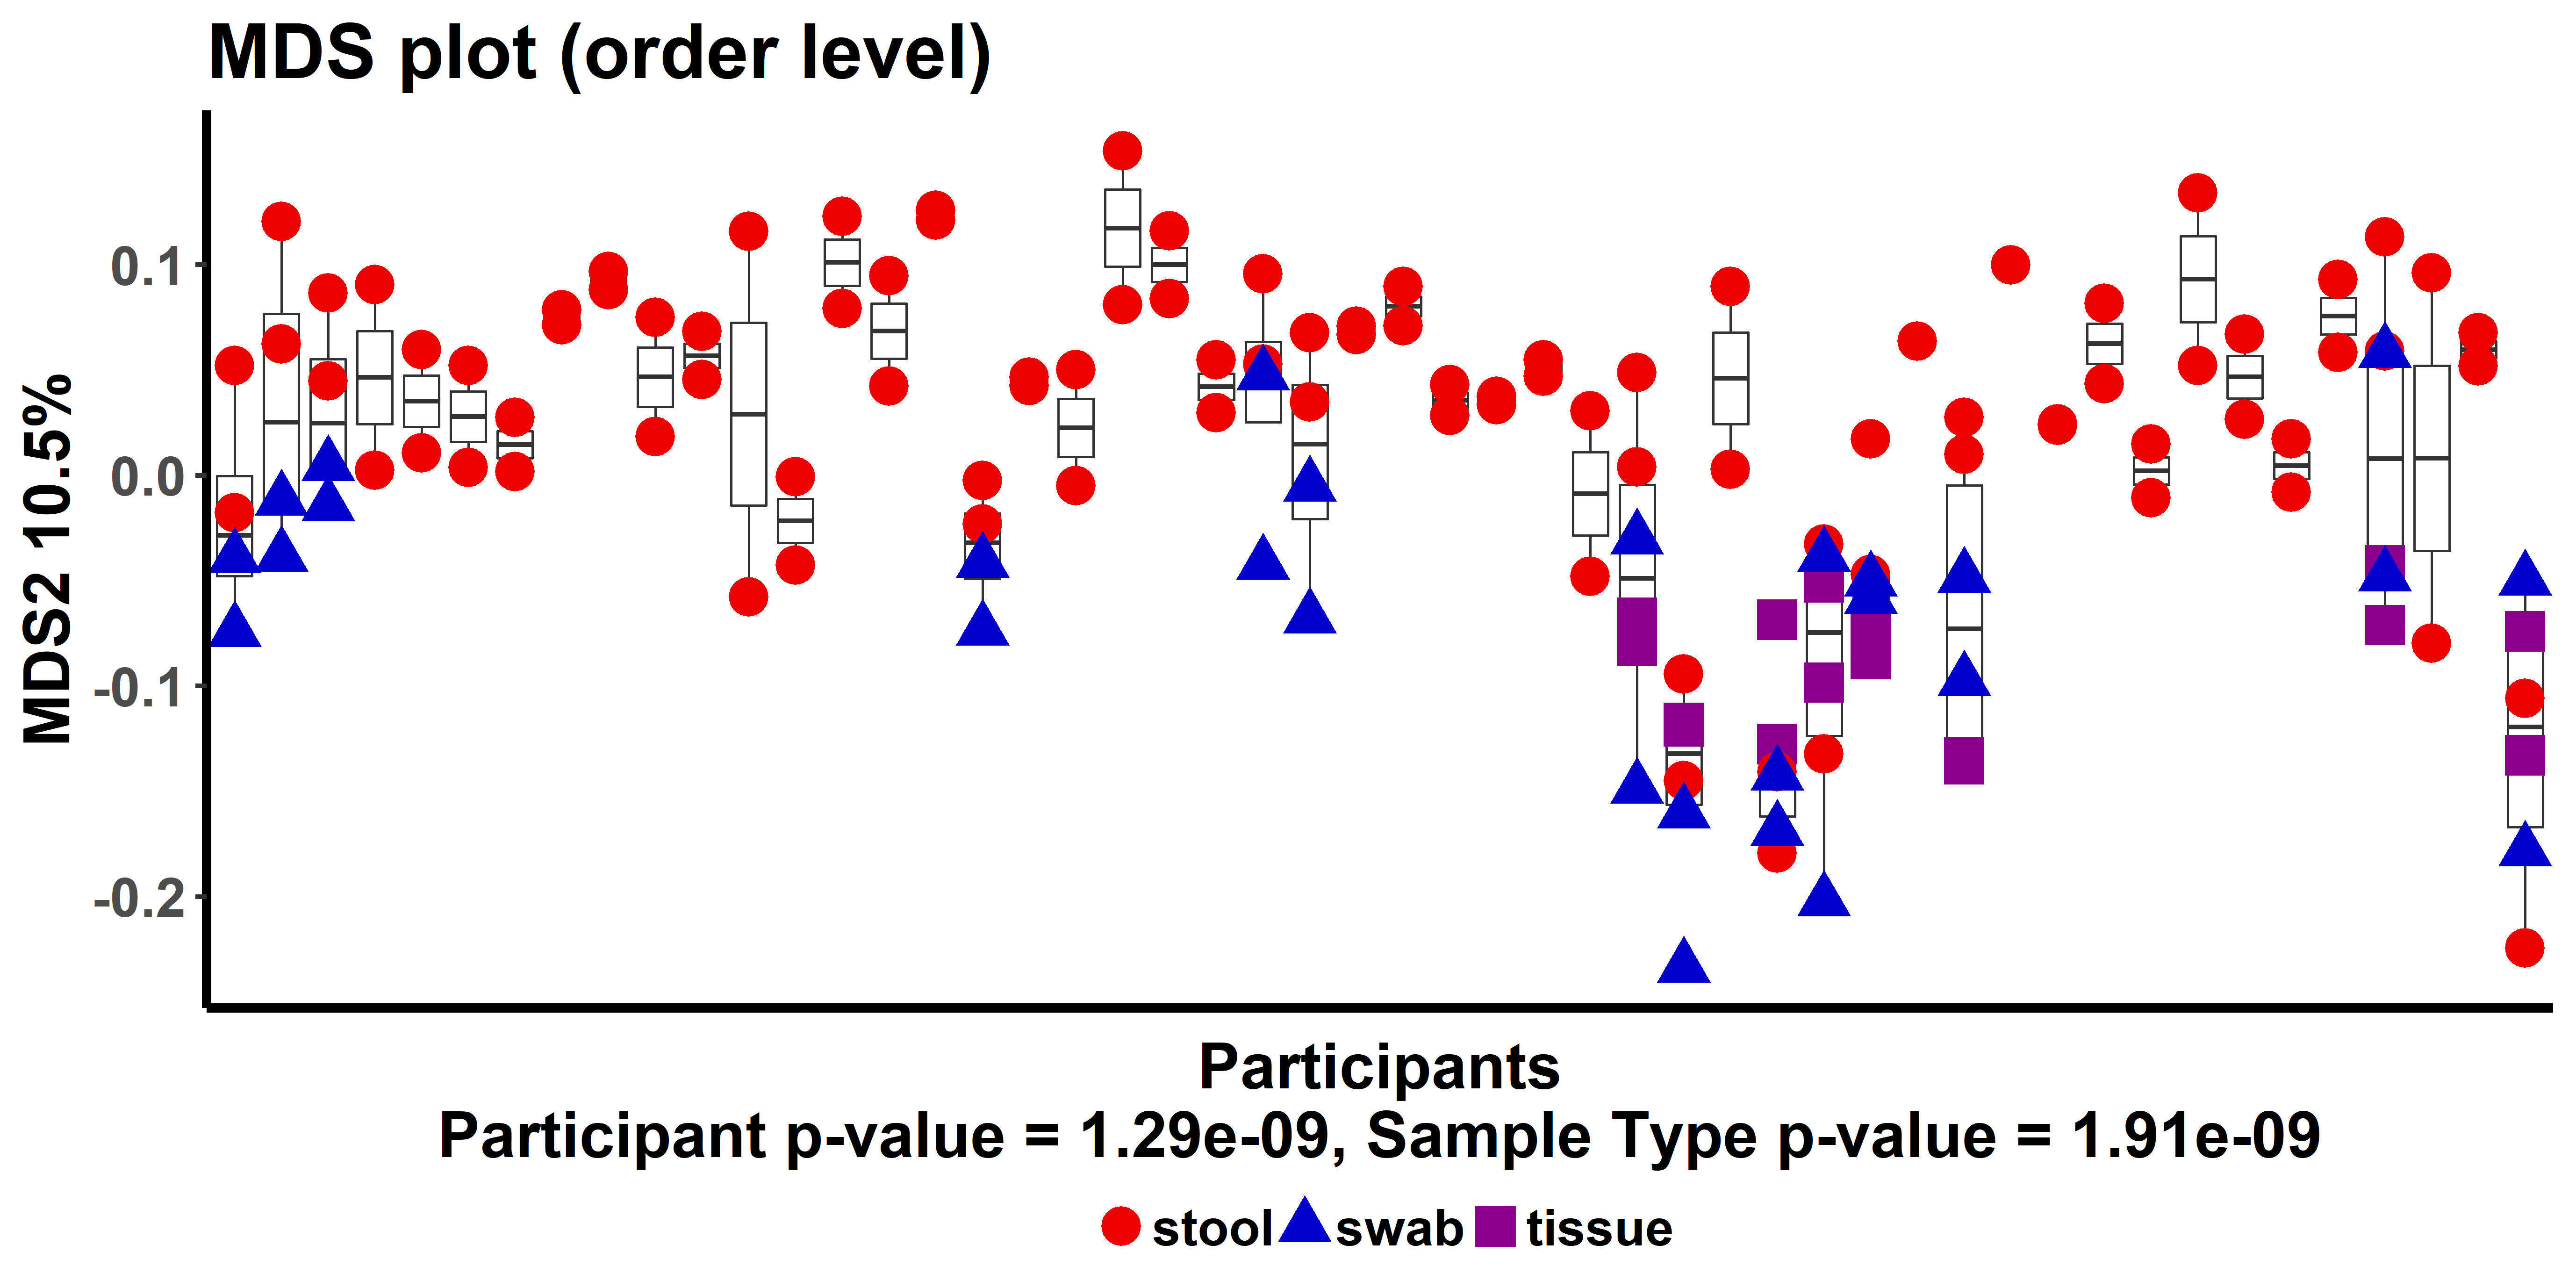 MDS plot (order level)
MDS2 10.5%
0.1
0.0
-0.1
-0.2
Participants
Participant p-value = 1.29e-09, Sample Type p-value = 1.91e-09
stool swab tissue